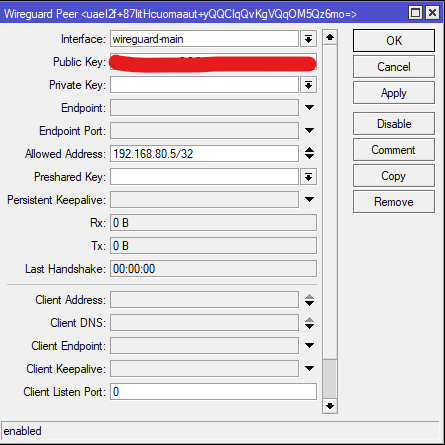 Wireguard Peer <uaeI2f+87litHcuomaaut+yQQClqQvKgVQqOM5Qz6mo=>
Interface: wireguard-main
OK
Public Key:
Cancel
Private Key:
Apply
Endpoint:
Endpoint Port:
Disable
Allowed Address: 192.168.80.5/32
Comment
Preshared Key:
Copy
Persistent Keepalive:
Remove
Rx: 0 B
Tx: 0 B
Last Handshake: 00:00:00
Client Address:
Client DNS:
Client Endpoint:
Client Keepalive:
Client Listen Port: 0
enabled